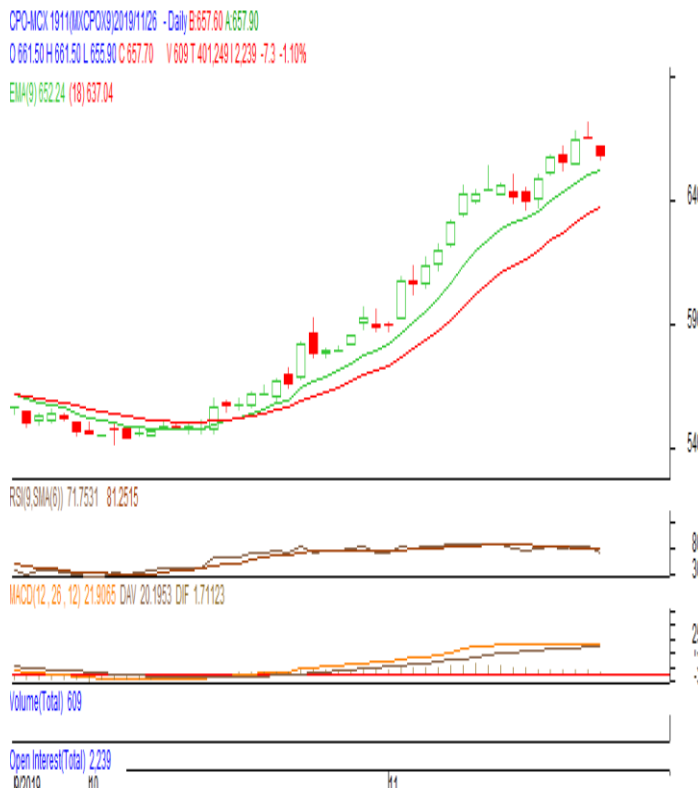 CPO-MCX 1911(MXCPOX9)2019/11/26 - Daily B:657.60 A:657.90
O 661.50 H 661.50 L 655.90 C 657.70 V 609 T 401,249 I 2,239 -7.3 -1.10%
EMA(9) 652.24 (18) 637.04
RSI(9,SMA(6)) 71.7531 81.2515
MACD(12 , 26 , 12) 21.9065 DAV 20.1953 DIF 1.71123
Volume(Total) 609
Open Interest(Total) 2,239
9/2019 10 11